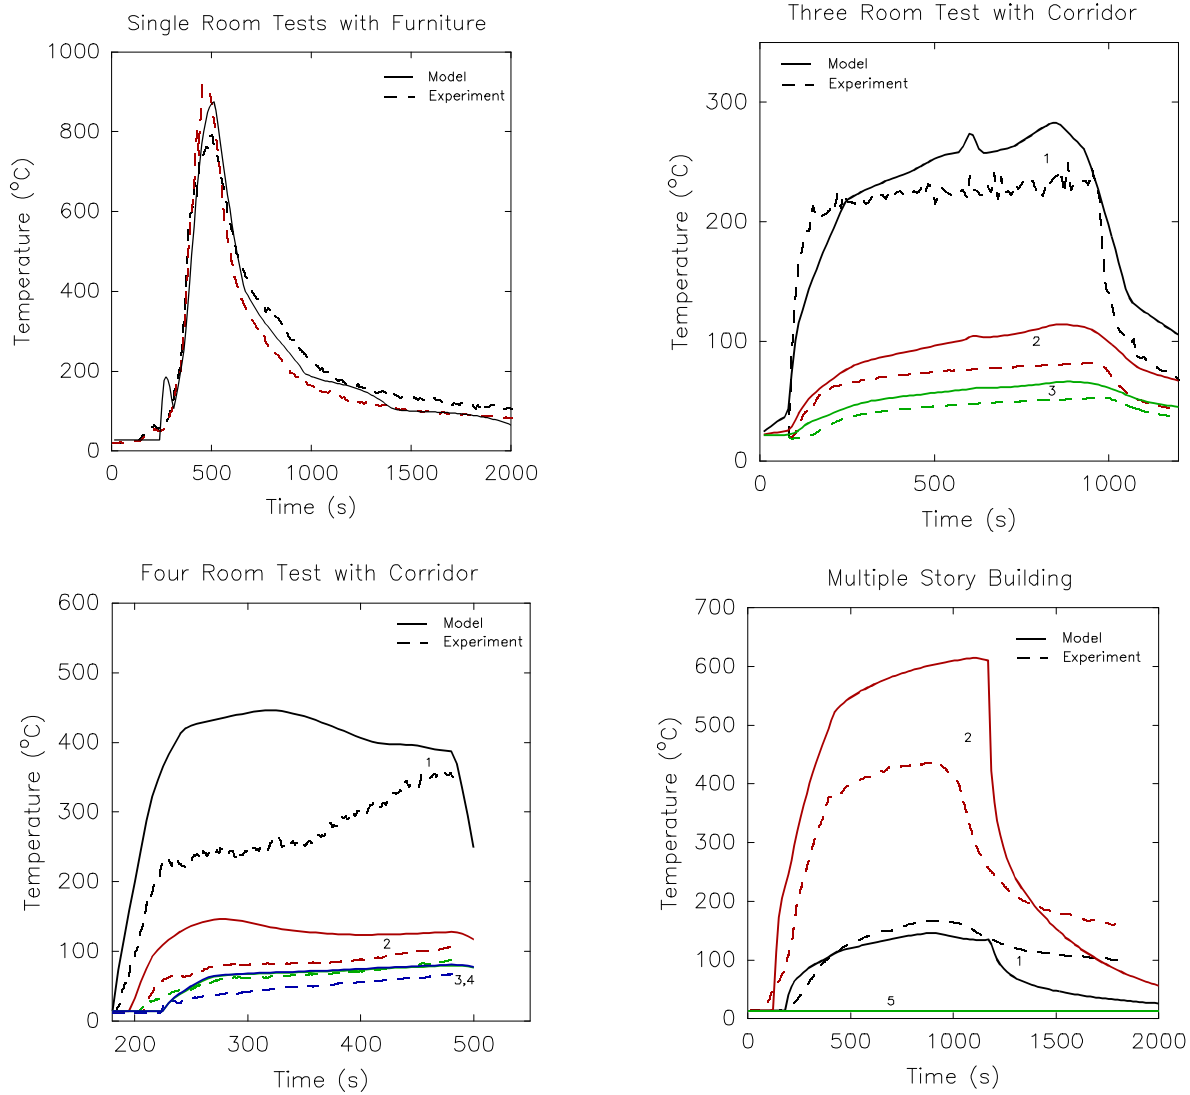 Single Room Tests with Furniture
1000
Model
Experiment
800
600
400
200
0
Temperature (°C)
0 500 1000 1500 2000
Time (s)
Three Room Test with Corridor
Model
Experiment
300
200
100
0
1
2
3
Temperature (°C)
0 500 1000
Time (s)
Four Room Test with Corridor
600
Model
Experiment
500
400
300
200
100
0
1
2
3,4
Temperature (°C)
200 300 400 500
Time (s)
Multiple Story Building
700
Model
Experiment
600
500
400
300
200
100
0
2
1
5
Temperature (°C)
0 500 1000 1500 2000
Time (s)